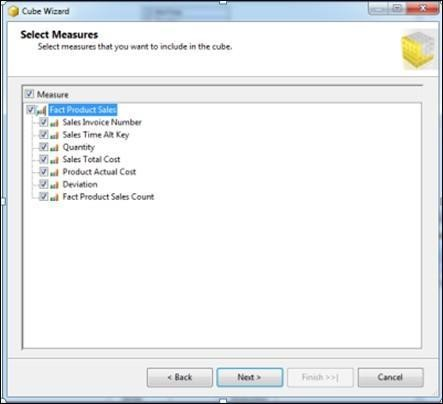 Cube Wizard
Select Measures
Select measures that you want to include in the cube.
Measure
Fact Product Sales
Sales Invoice Number
Sales Time Alt Key
Quantity
Sales Total Cost
Product Actual Cost
Deviation
Fact Product Sales Count
< Back
Next >
Finish >>|
Cancel